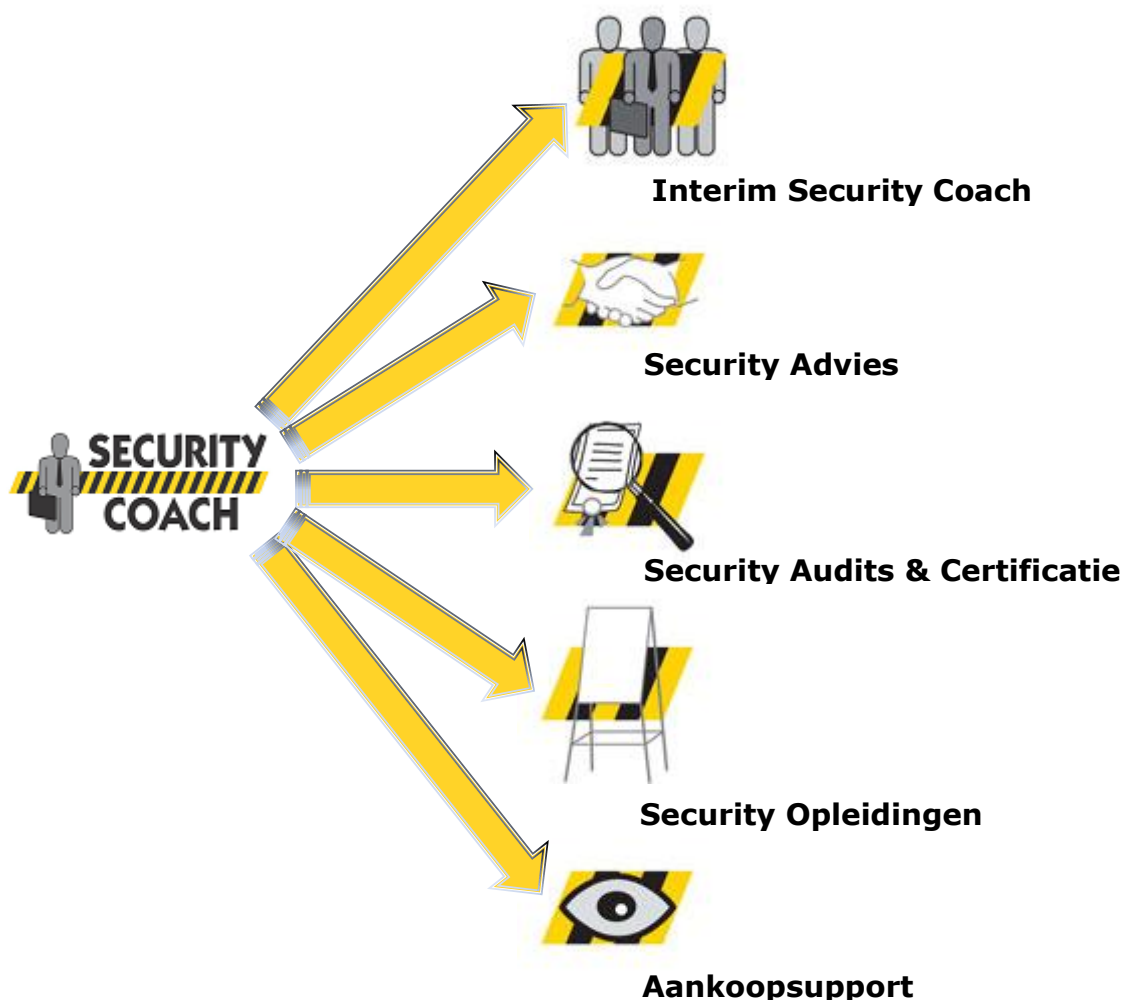 Interim Security Coach
Security Advies
SECURITY
COACH
Security Audits & Certificatie
Security Opleidingen
Aankoopsupport